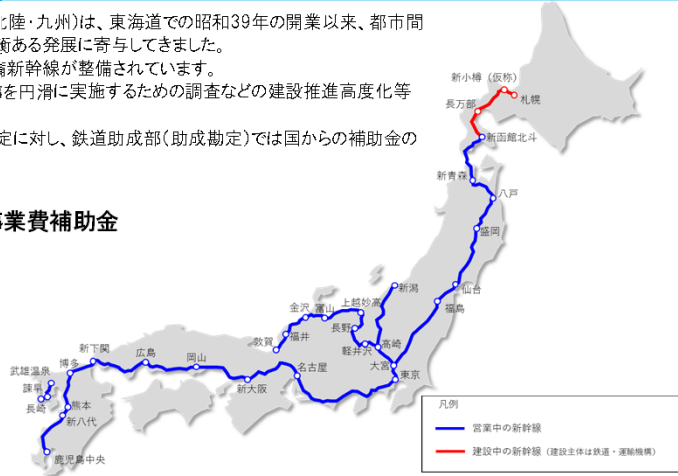 北陸・九州)は、東海道での昭和39年の開業以来、都市間
衡ある発展に寄与してきました。
備新幹線が整備されています。
務を円滑に実施するための調査などの建設推進高度化等
定に対し、鉄道助成部(助成勘定)では国からの補助金の
事業費補助金
新小樽(仮称)
札幌
長万部
新函館北斗
新青森
八戸
盛岡
仙台
福島
新潟
上越妙高
富山
金沢
長野
福井
軽井沢
高崎
敦賀
大宮
東京
名古屋
新大阪
岡山
広島
新下関
博多
武雄温泉
諫早
長崎
熊本
新八代
鹿児島中央
凡例
営業中の新幹線
建設中の新幹線(建設主体は鉄道・運輸機構)